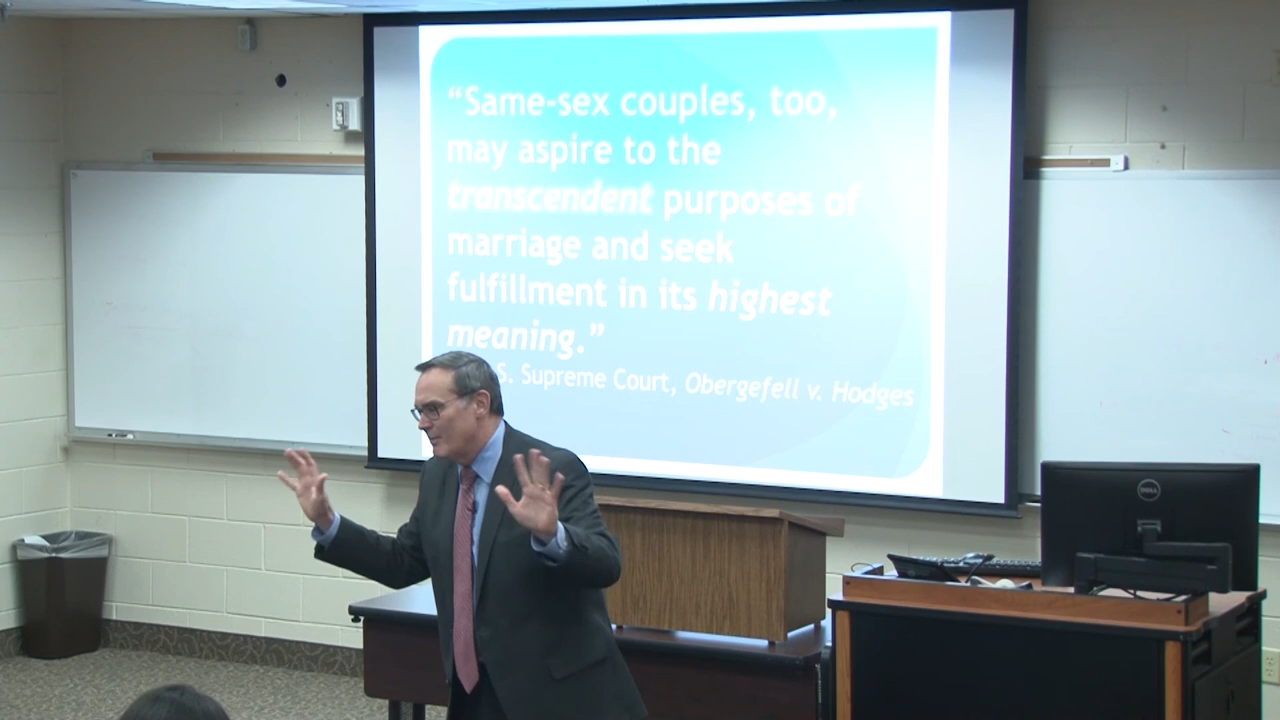 “Same-sex couples, too,
may aspire to the
transcendent purposes of
marriage and seek
fulfillment in its highest
meaning.”
S. Supreme Court, Obergefell v. Hodges
DELL